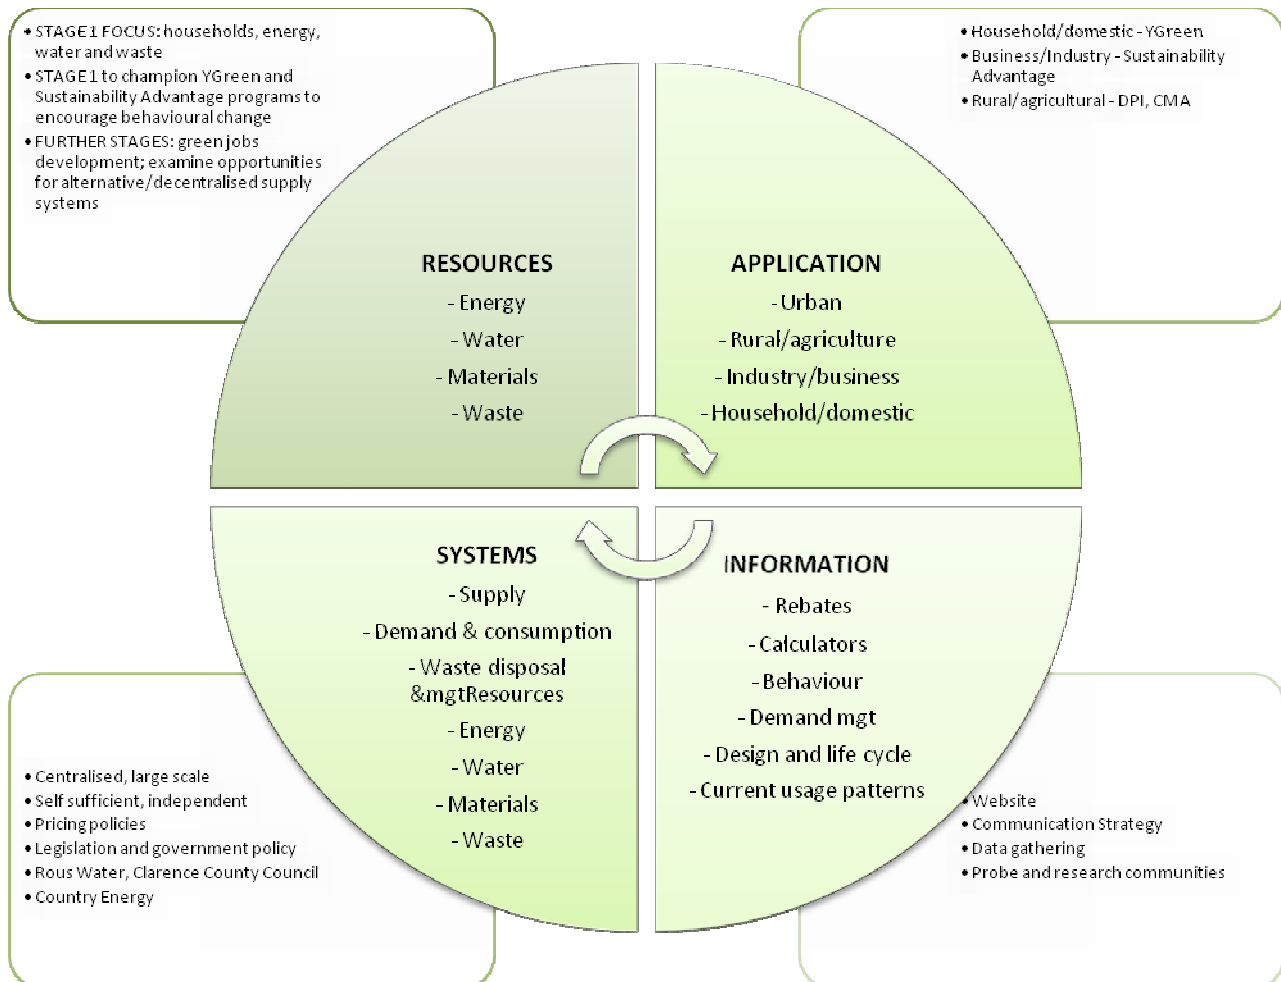 • STAGE1 FOCUS: households, energy,
water and waste
• STAGE1 to champion YGreen and
Sustainability Advantage programs to
encourage behavioural change
• FURTHER STAGES: green jobs
development; examine opportunities
for alternative/decentralised supply
systems
• Household/domestic - YGreen
• Business/Industry - Sustainability
Advantage
• Rural/agricultural - DPI, CMA
RESOURCES
- Energy
- Water
- Materials
- Waste
APPLICATION
- Urban
- Rural/agriculture
- Industry/business
- Household/domestic
SYSTEMS
- Supply
- Demand & consumption
- Waste disposal
&mgtResources
- Energy
- Water
- Materials
- Waste
INFORMATION
- Rebates
- Calculators
- Behaviour
- Demand mgt
- Design and life cycle
- Current usage patterns
• Centralised, large scale
• Self sufficient, independent
• Pricing policies
• Legislation and government policy
• Rous Water, Clarence County Council
• Country Energy
• Website
• Communication Strategy
• Data gathering
• Probe and research communities